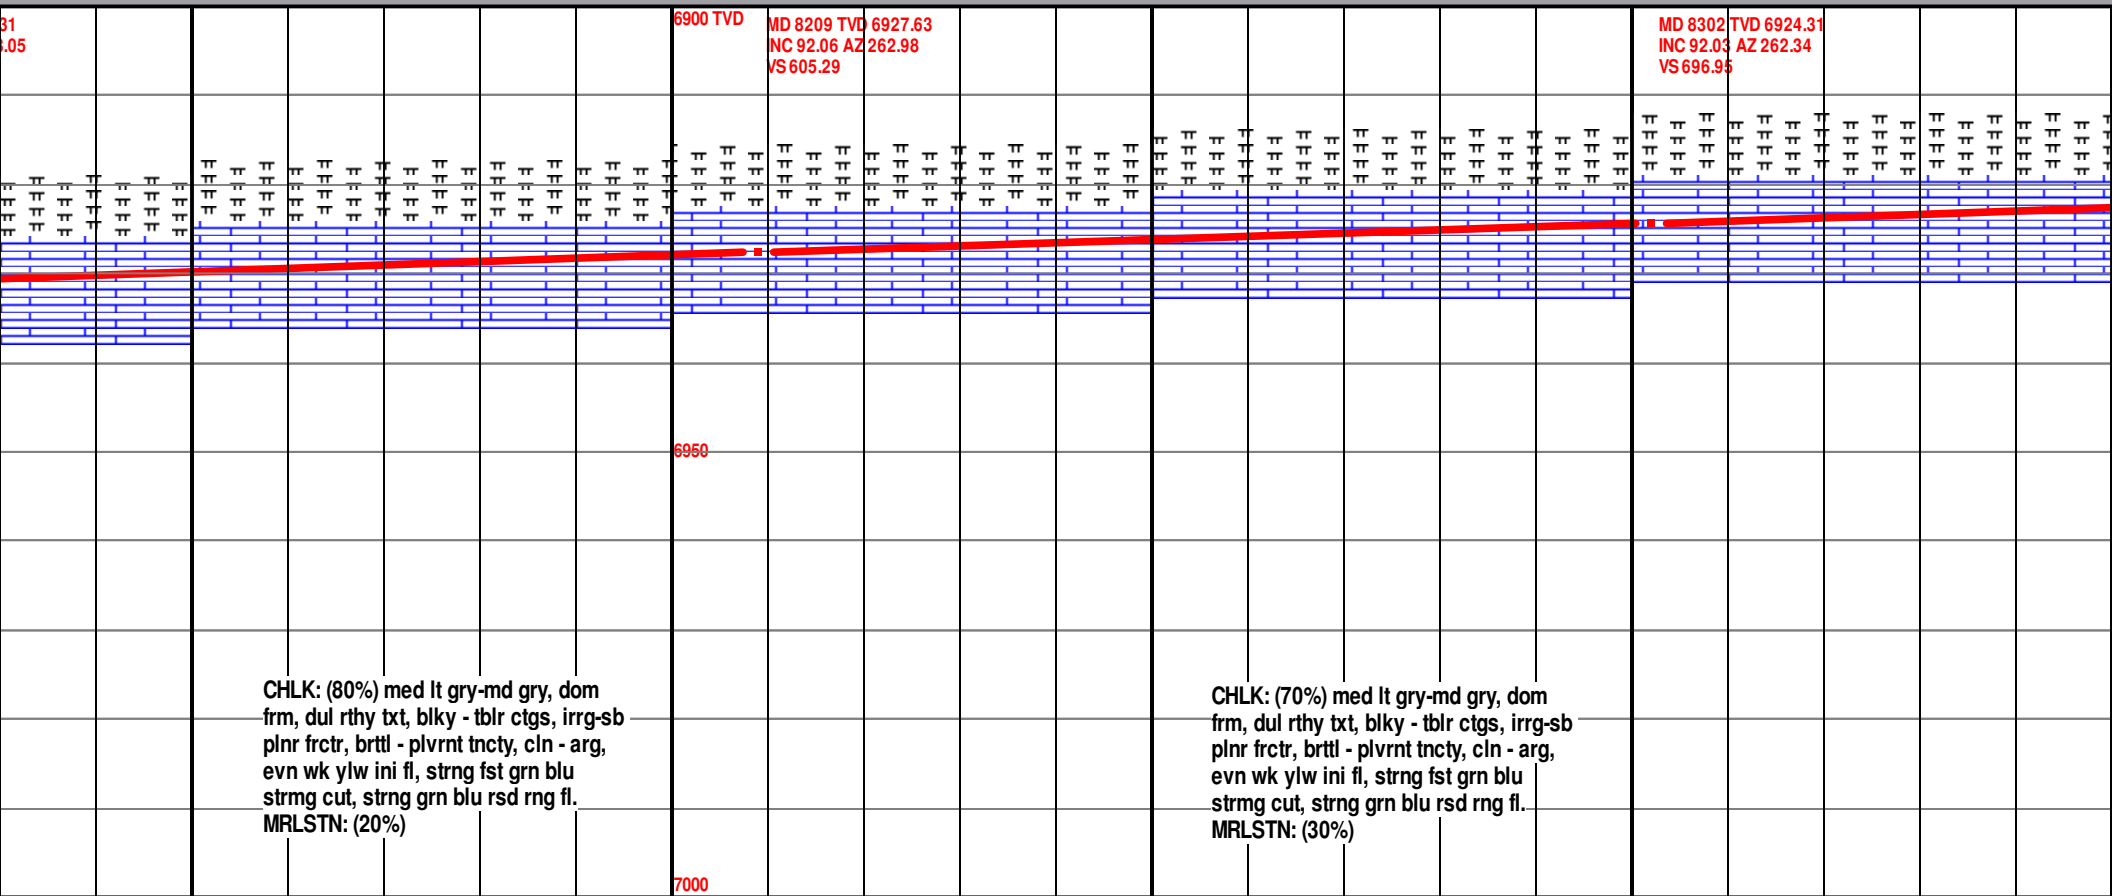 31
.05
6900 TVD
MD 8209 TVD 6927.63
INC 92.06 AZ 262.98
VS 605.29
MD 8302 TVD 6924.31
INC 92.03 AZ 262.34
VS 696.95
6950
CHLK: (80%) med lt gry-md gry, dom
frm, dul rthy txt, blky - tblr ctgs, irrg-sb
plnr frctr, brttl - plvrnt tncty, cln - arg,
evn wk ylw ini fl, strng fst grn blu
strmg cut, strng grn blu rsd rng fl.
MRLSTN: (20%)
CHLK: (70%) med lt gry-md gry, dom
frm, dul rthy txt, blky - tblr ctgs, irrg-sb
plnr frctr, brttl - plvrnt tncty, cln - arg,
evn wk ylw ini fl, strng fst grn blu
strmg cut, strng grn blu rsd rng fl.
MRLSTN: (30%)
7000